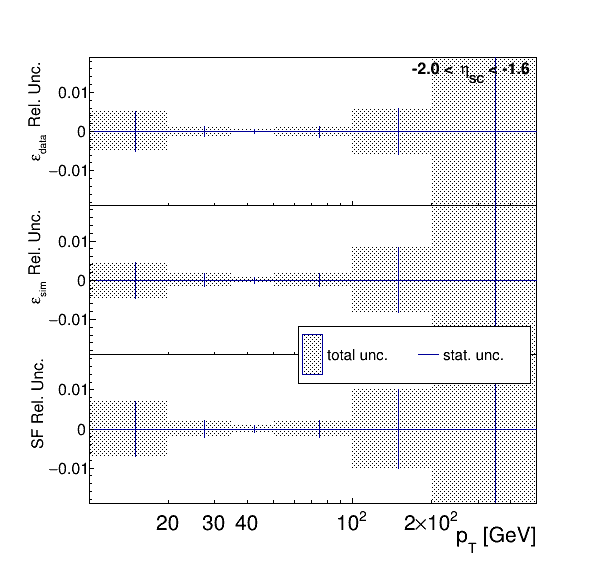 -2.0 < η_SC < -1.6
ε_data Rel. Unc.
0.01
0
−0.01
ε_sim Rel. Unc.
0.01
0
−0.01
total unc.
stat. unc.
SF Rel. Unc.
0.01
0
−0.01
20 30 40 10² 2×10²
p_T [GeV]